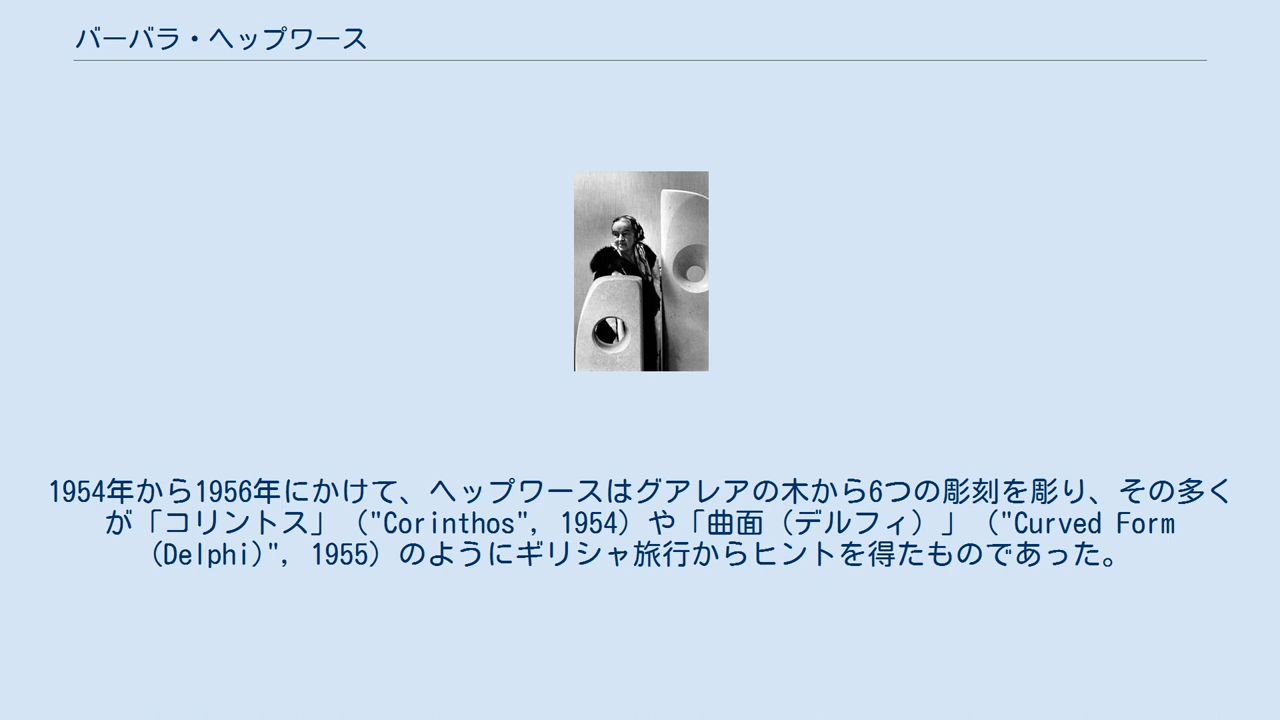 バーバラ・ヘップワース
1954年から1956年にかけて、ヘップワースはグアレアの木から6つの彫刻を彫り、その多く
が「コリントス」（"Corinthos", 1954）や「曲面（デルフィ）」（"Curved Form
(Delphi)", 1955）のようにギリシャ旅行からヒントを得たものであった。